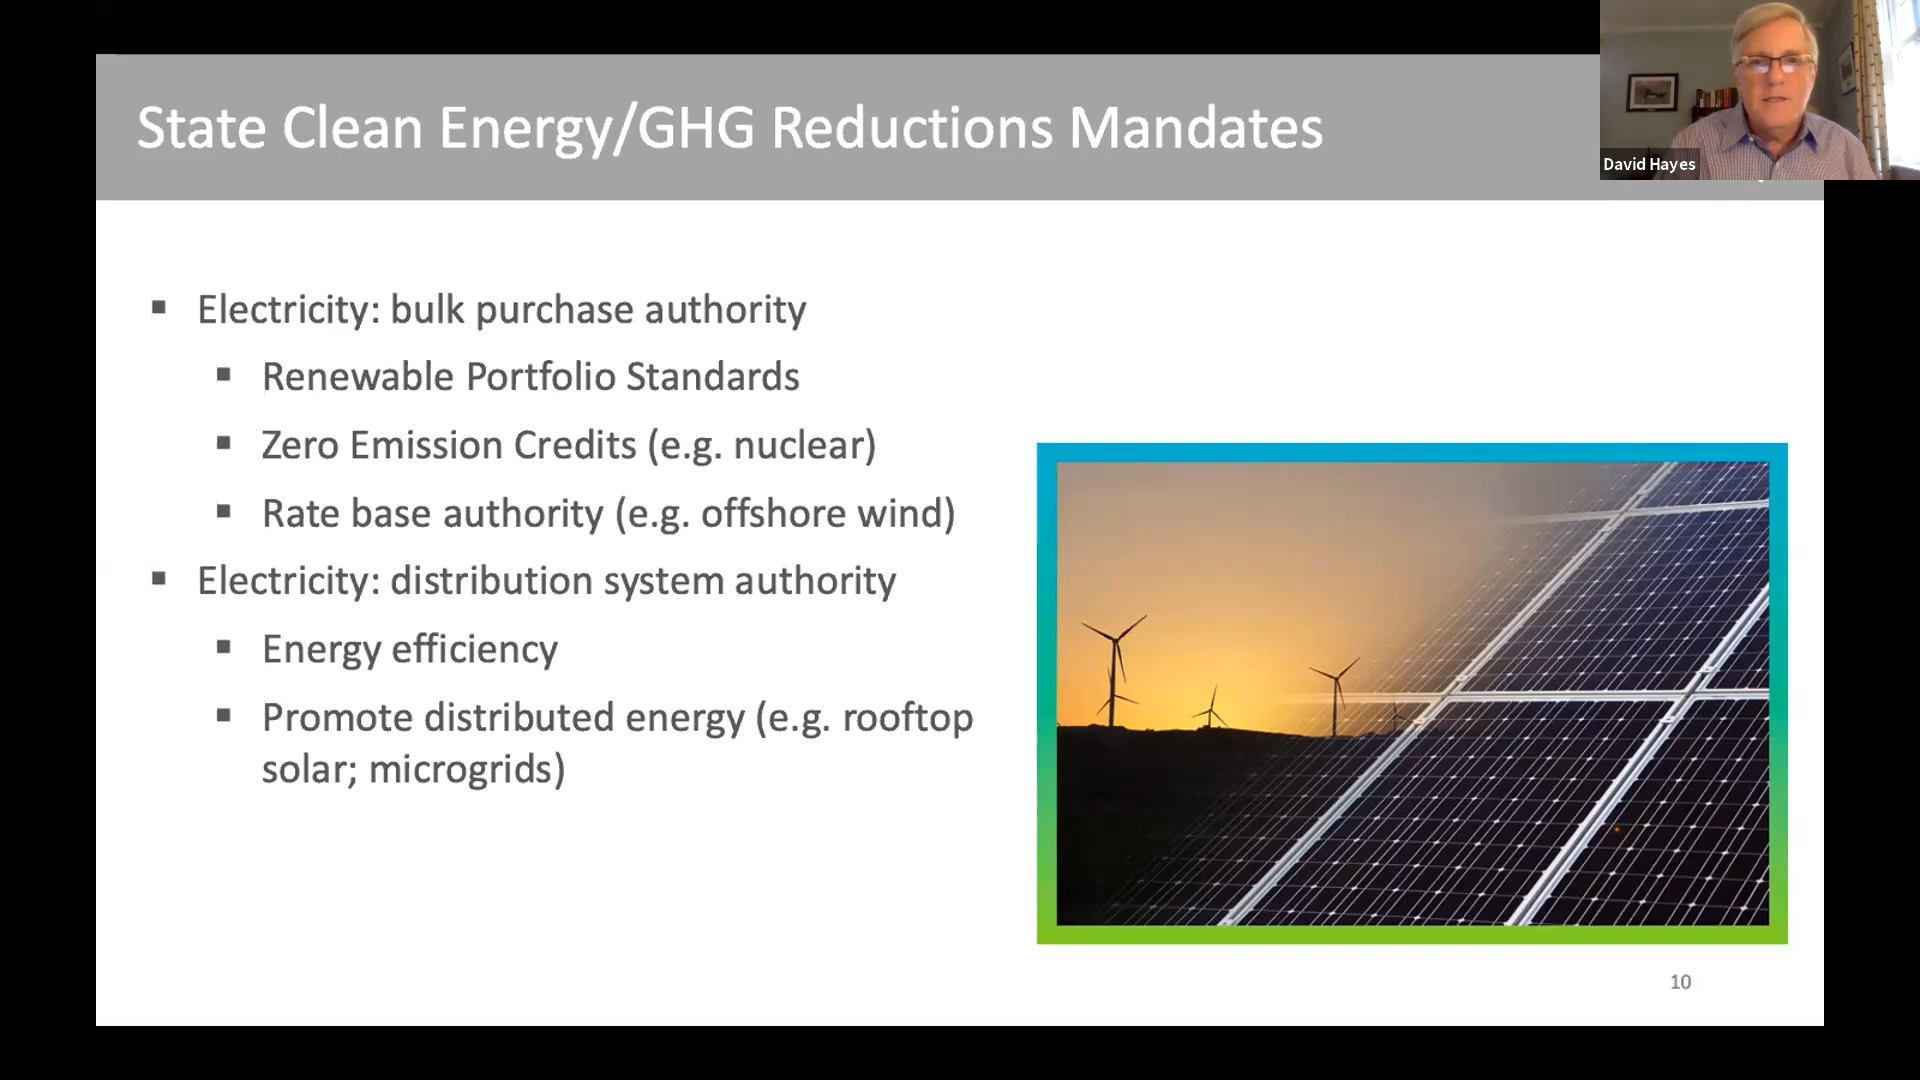 State Clean Energy/GHG Reductions Mandates
David Hayes
▪ Electricity: bulk purchase authority
▪ Renewable Portfolio Standards
▪ Zero Emission Credits (e.g. nuclear)
▪ Rate base authority (e.g. offshore wind)
▪ Electricity: distribution system authority
▪ Energy efficiency
▪ Promote distributed energy (e.g. rooftop
solar; microgrids)
10